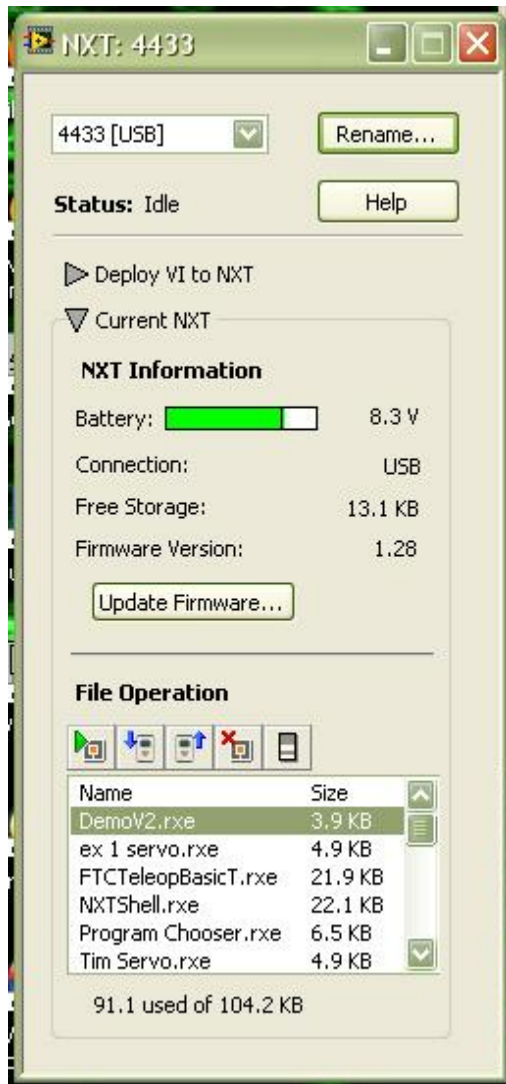 NXT: 4433
4433 [USB] Rename...
Status: Idle Help
Deploy VI to NXT
Current NXT
NXT Information
Battery: 8.3 V
Connection: USB
Free Storage: 13.1 KB
Firmware Version: 1.28
Update Firmware...
File Operation
Name Size
DemoV2.rxe 3.9 KB
ex 1 servo.rxe 4.9 KB
FTCTeleopBasicT.rxe 21.9 KB
NXTShell.rxe 22.1 KB
Program Chooser.rxe 6.5 KB
Tim Servo.rxe 4.9 KB
91.1 used of 104.2 KB